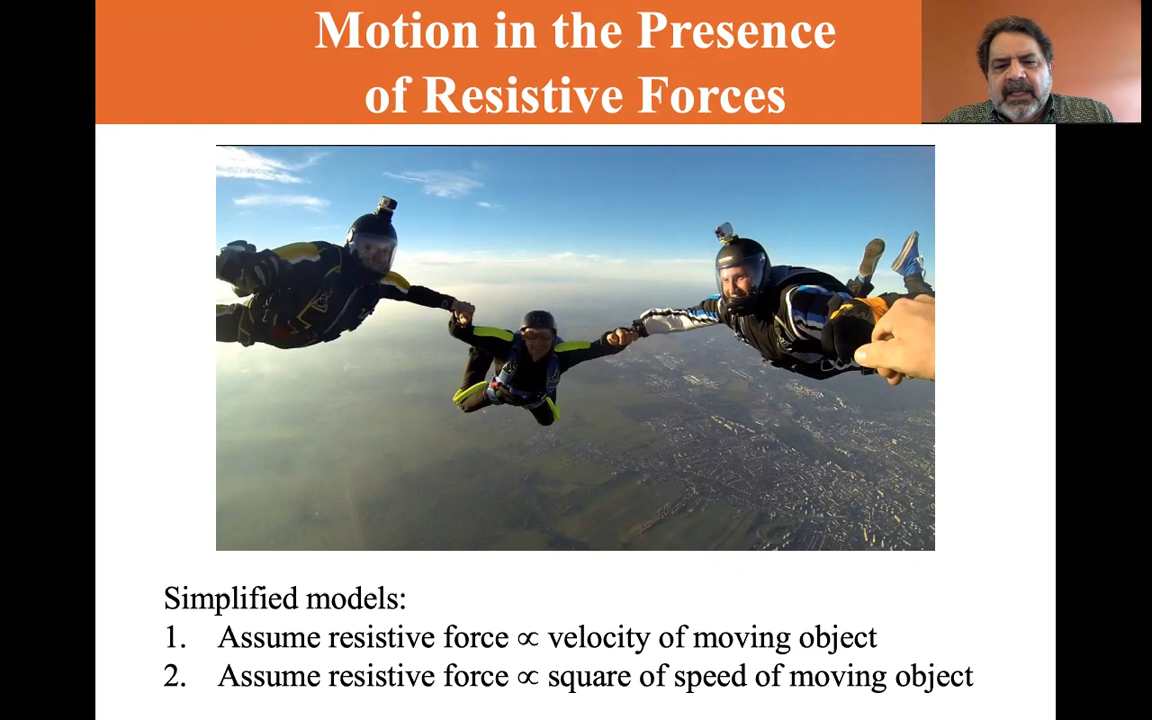 Motion in the Presence
of Resistive Forces
Simplified models:
1. Assume resistive force ∝ velocity of moving object
2. Assume resistive force ∝ square of speed of moving object